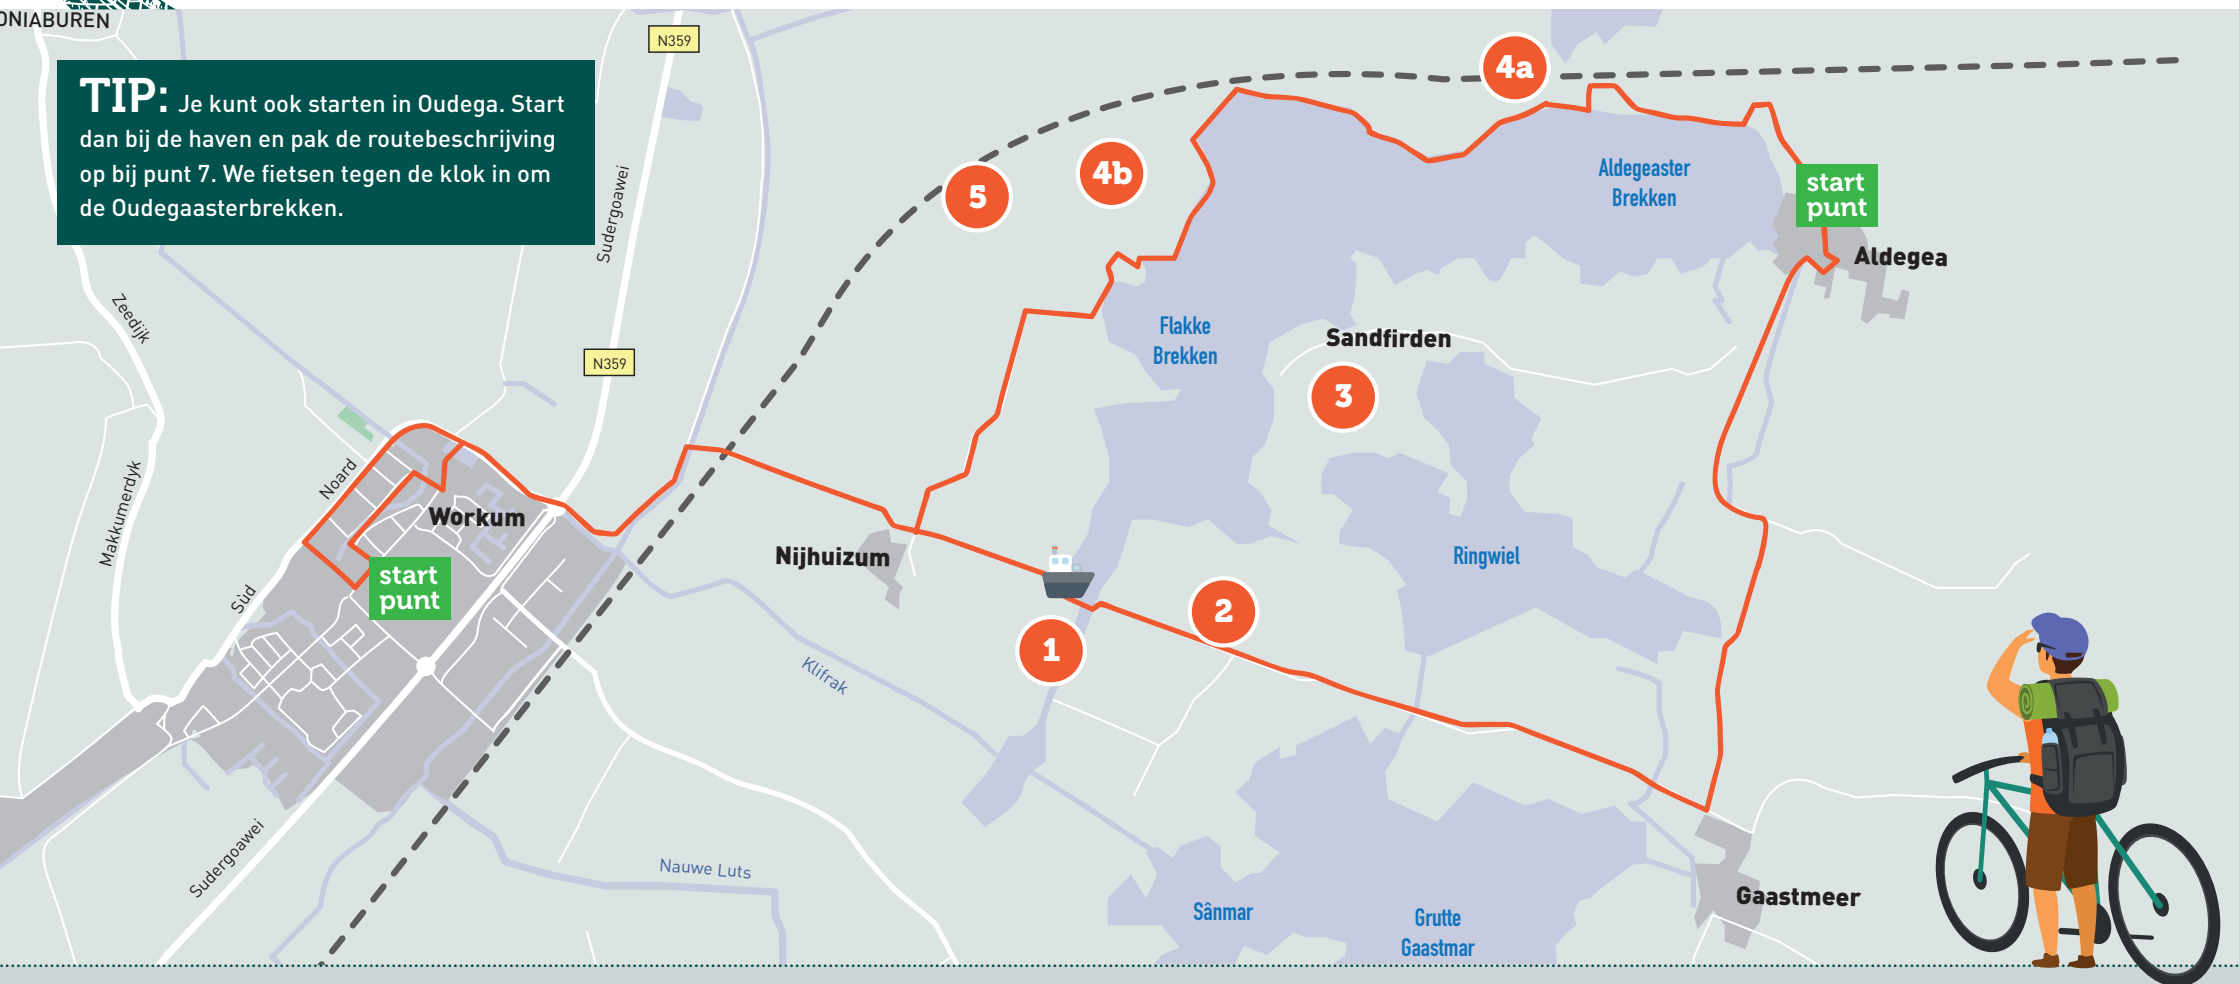 ONIABUREN
N359
TIP: Je kunt ook starten in Oudega. Start
dan bij de haven en pak de routebeschrijving
op bij punt 7. We fietsen tegen de klok in om
de Oudegaasterbrekken.
4a
4b
5
Aldegeaster
Brekken
start
punt
Aldegea
Sudergoawei
Zeedijk
Flakke
Brekken
Sandfirden
N359
3
Noard
Makkumerdyk
Workum
Nijhuizum
Ringwiel
start
punt
Sùd
2
1
Klifrak
Sudergoawei
Nauwe Luts
Sânmar
Grutte
Gaastmar
Gaastmeer